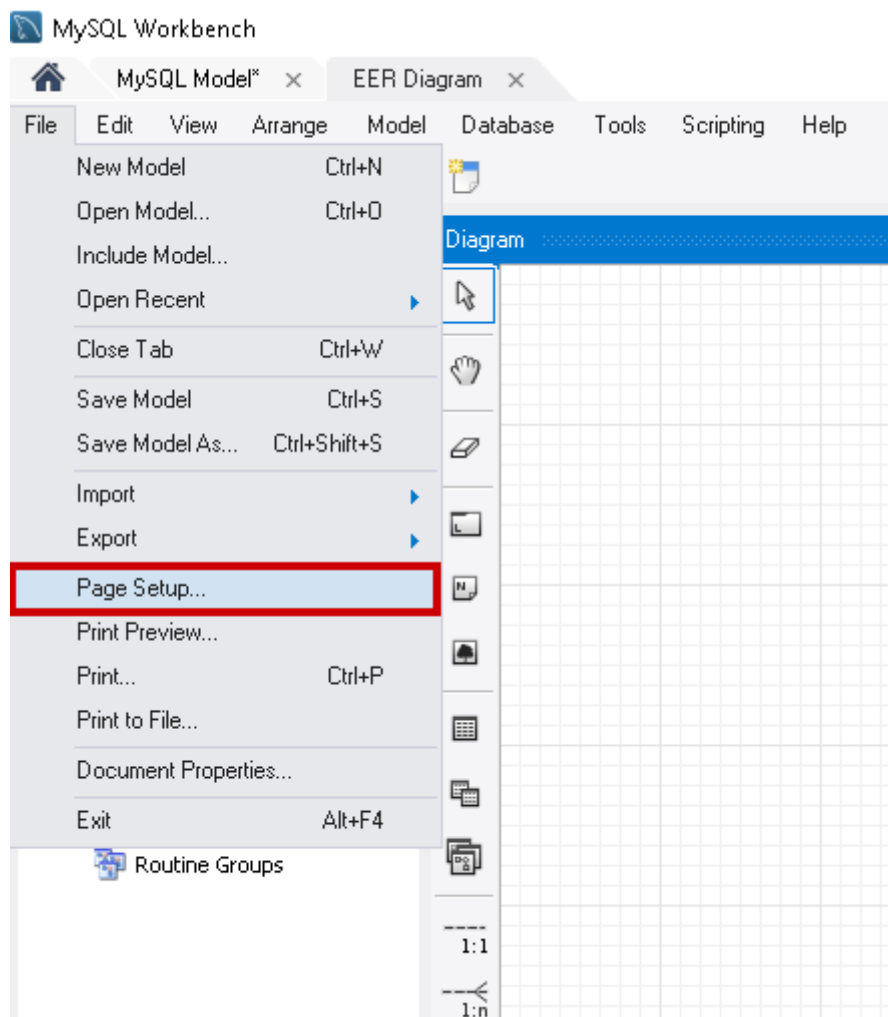 MySQL Workbench
MySQL Model* ×
EER Diagram ×
File Edit View Arrange Model Database Tools Scripting Help
New Model Ctrl+N
Open Model... Ctrl+O
Include Model...
Open Recent
Close Tab Ctrl+W
Save Model Ctrl+S
Save Model As... Ctrl+Shift+S
Import
Export
Page Setup...
Print Preview...
Print... Ctrl+P
Print to File...
Document Properties...
Exit Alt+F4
Routine Groups
Diagram
L
N
1:1
1:n